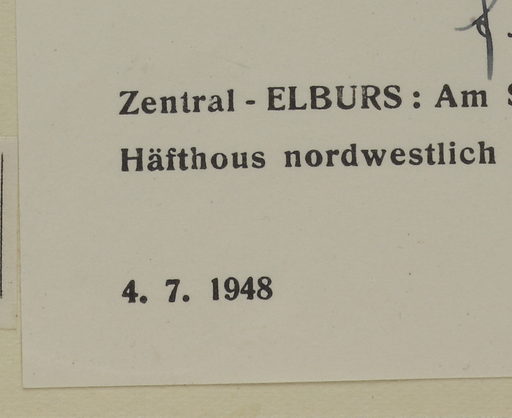 Zentral - ELBURS : Am
Häfthous nordwestlich
4. 7. 1948